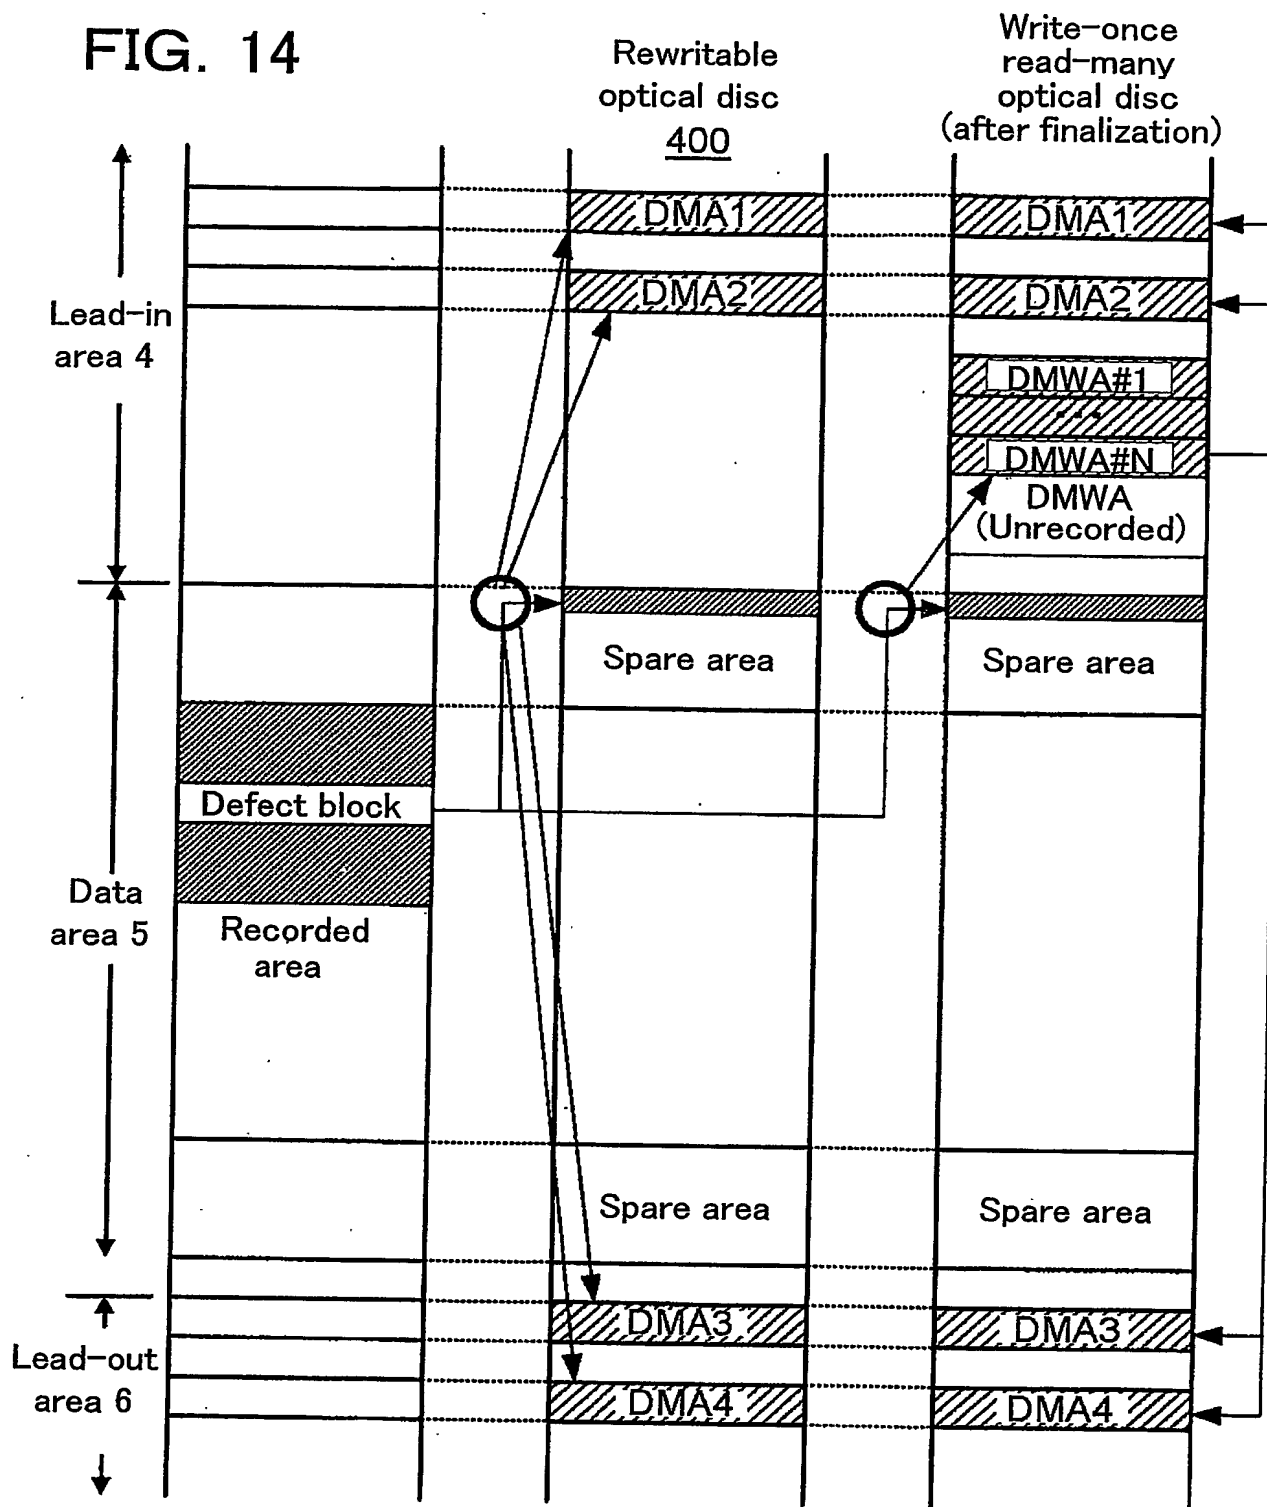 FIG. 14
Rewritable
optical disc
400
Write-once
read-many
optical disc
(after finalization)
DMA1
DMA1
DMA2
DMA2
Lead-in
area 4
DMWA#1
...
DMWA#N
DMWA
(Unrecorded)
Spare area
Spare area
Defect block
Data
area 5
Recorded
area
Spare area
Spare area
DMA3
DMA3
Lead-out
area 6
DMA4
DMA4